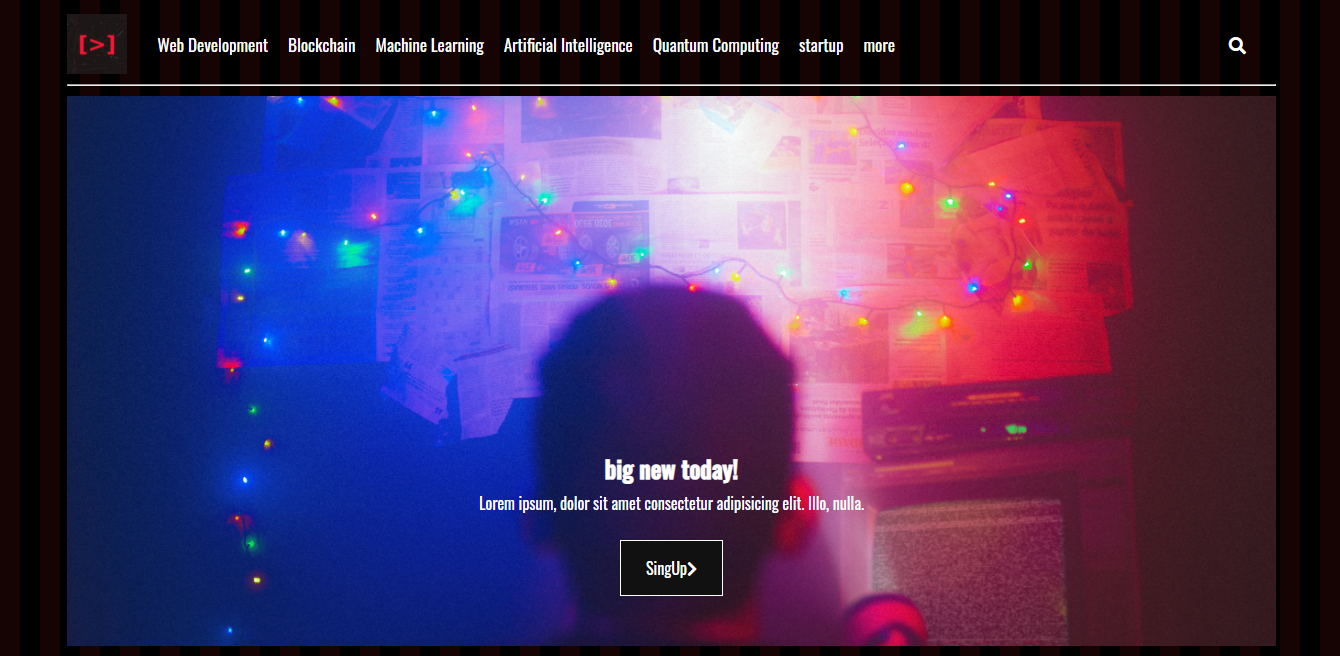 [>]
Web Development Blockchain Machine Learning Artificial Intelligence Quantum Computing startup more
big new today!
Lorem ipsum, dolor sit amet consectetur adipisicing elit. Illo, nulla.
SingUp